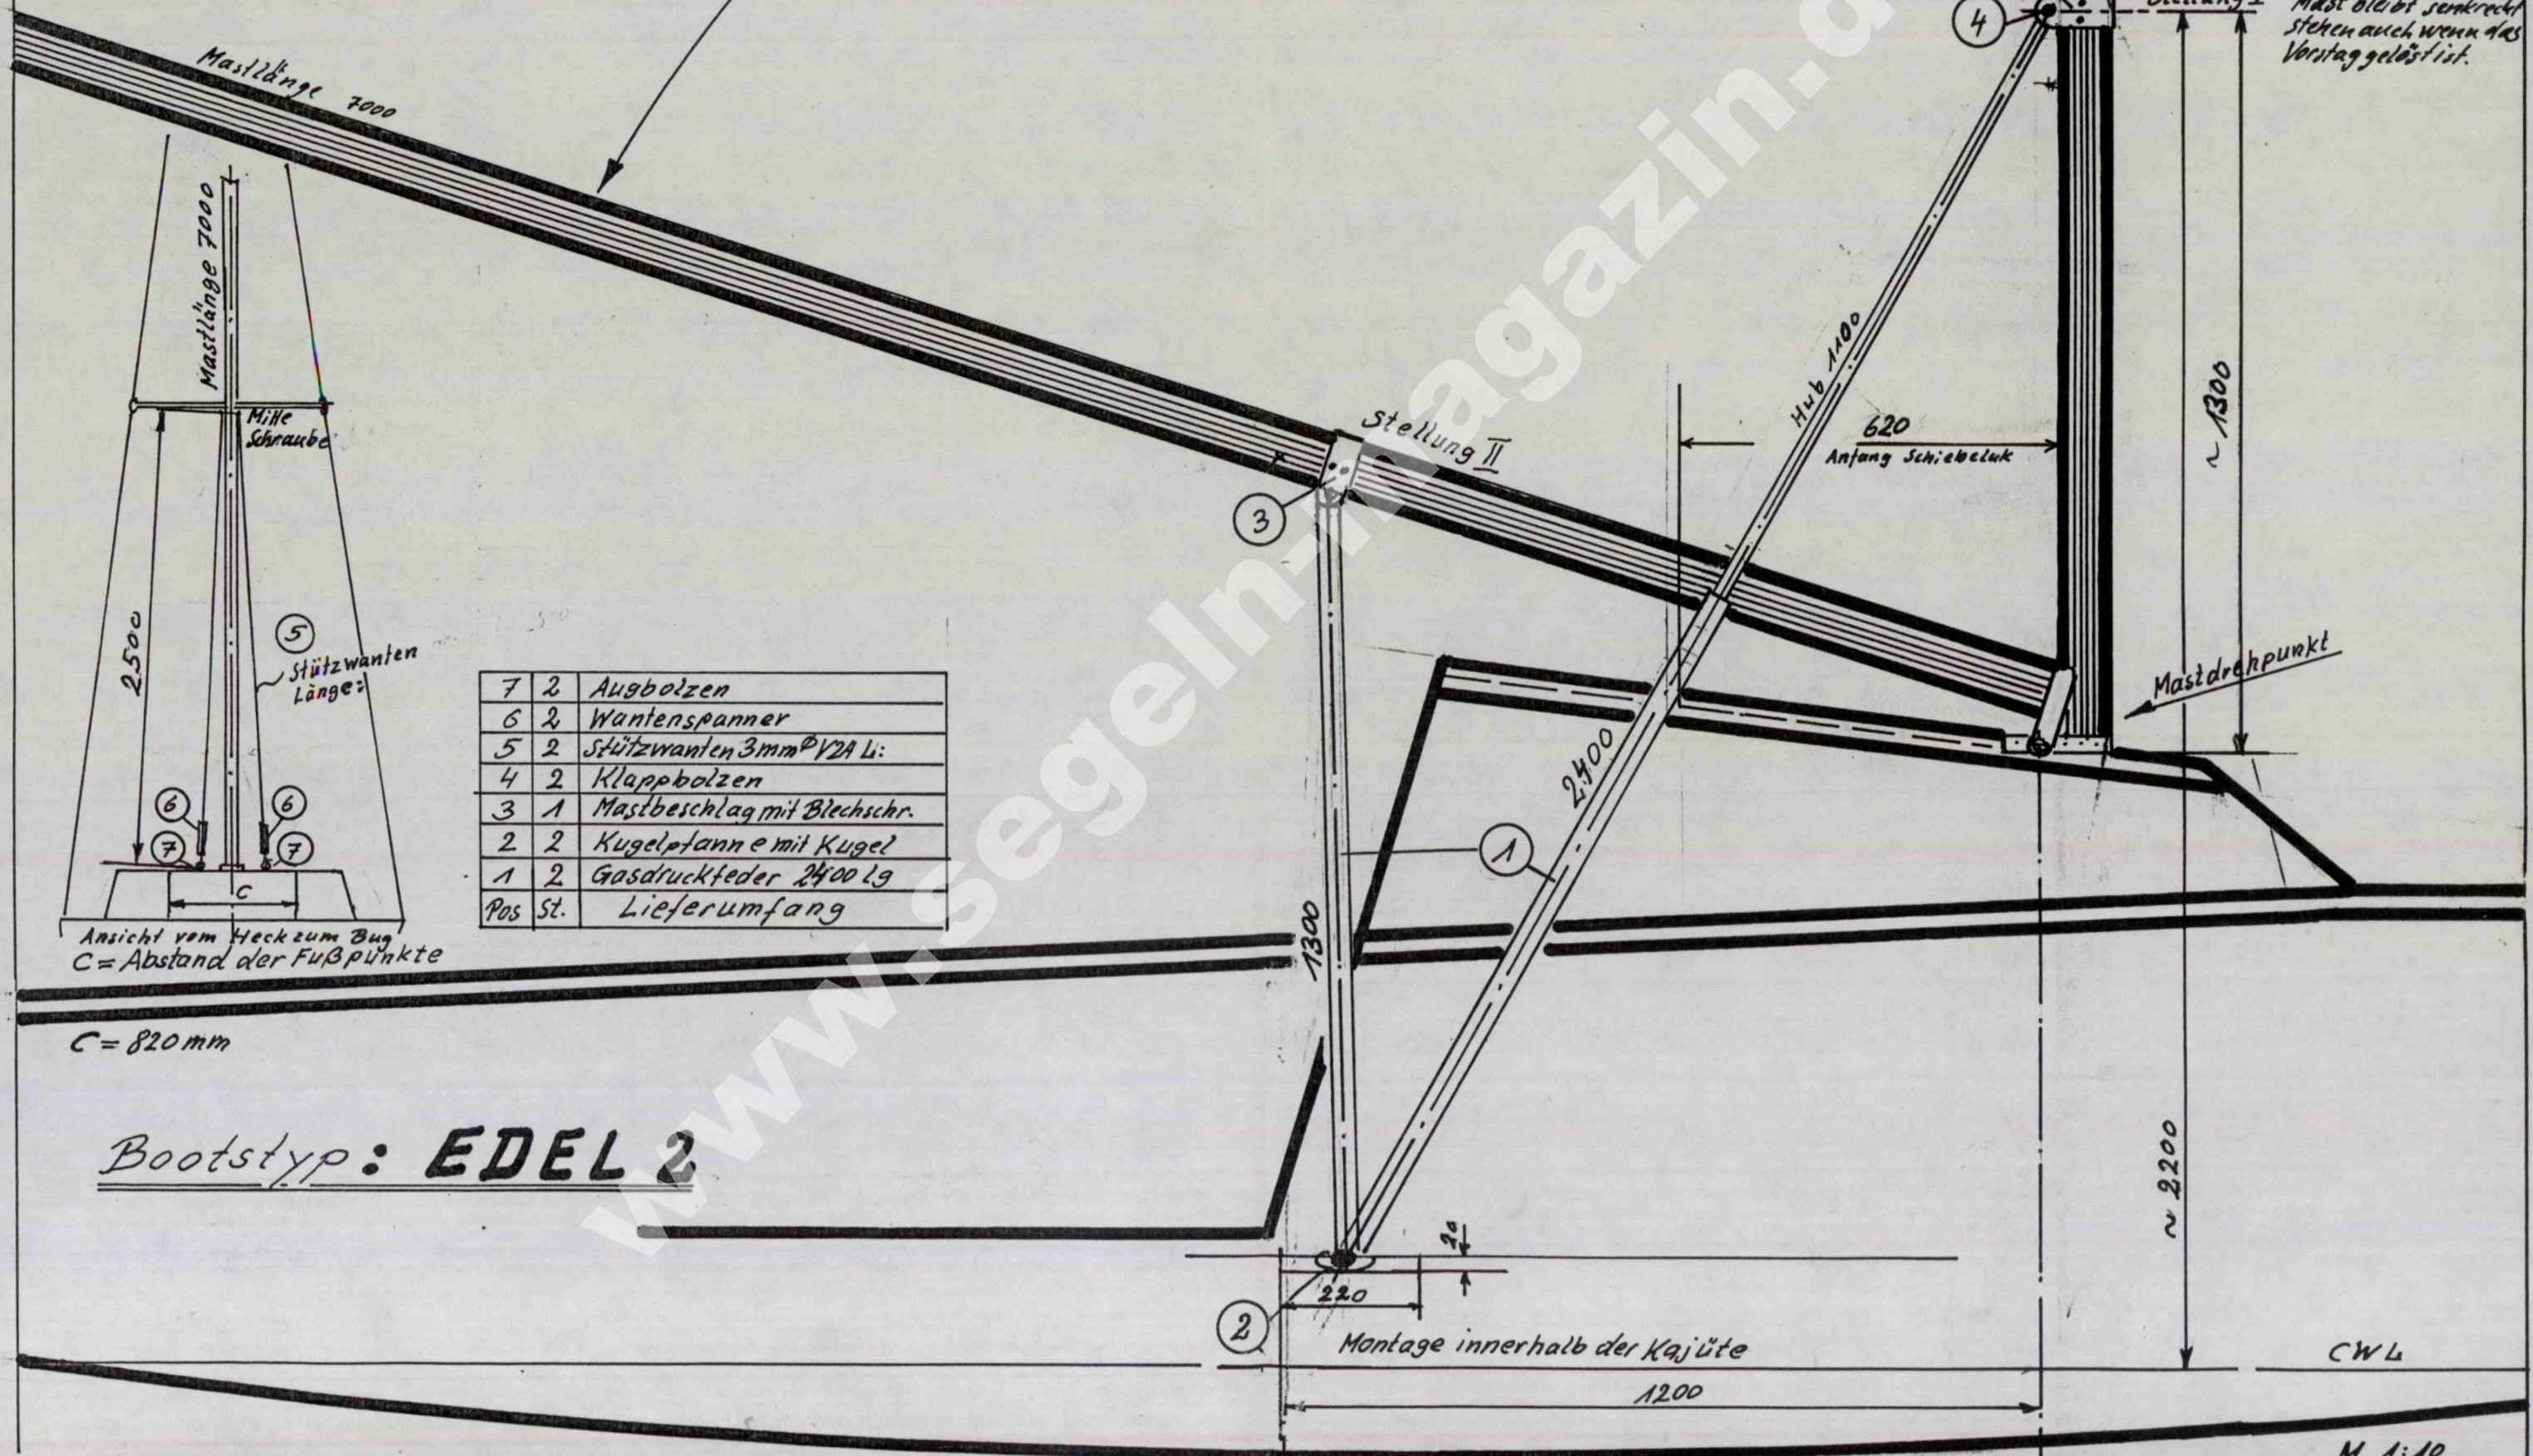 Mastlänge 7000
4
Mast bleibt senkrecht
stehen auch wenn das
Vorstag gelöst ist.
Mastlänge 7000
Mitte
Schraube
2500
5
Stützwanten
Länge:
6
6
7
7
C
Ansicht vom Heck zum Bug
C = Abstand der Fußpunkte
C = 820 mm
7 2 Augbolzen
6 2 Wantenspanner
5 2 Stützwanten 3mm Ø V2A L:
4 2 Klappbolzen
3 1 Mastbeschlag mit Blechschr.
2 2 Kugelpfanne mit Kugel
1 2 Gasdruckfeder 2400 lg
Pos St. Lieferumfang
Stellung II
3
Hub 1100
620
Anfang Schiebeluk
~ 1300
Mastdrehpunkt
2400
1
1300
~ 2200
Bootstyp: EDEL 2
20
220
2
Montage innerhalb der Kajüte
CWL
1200
www.segeln-magazin.d